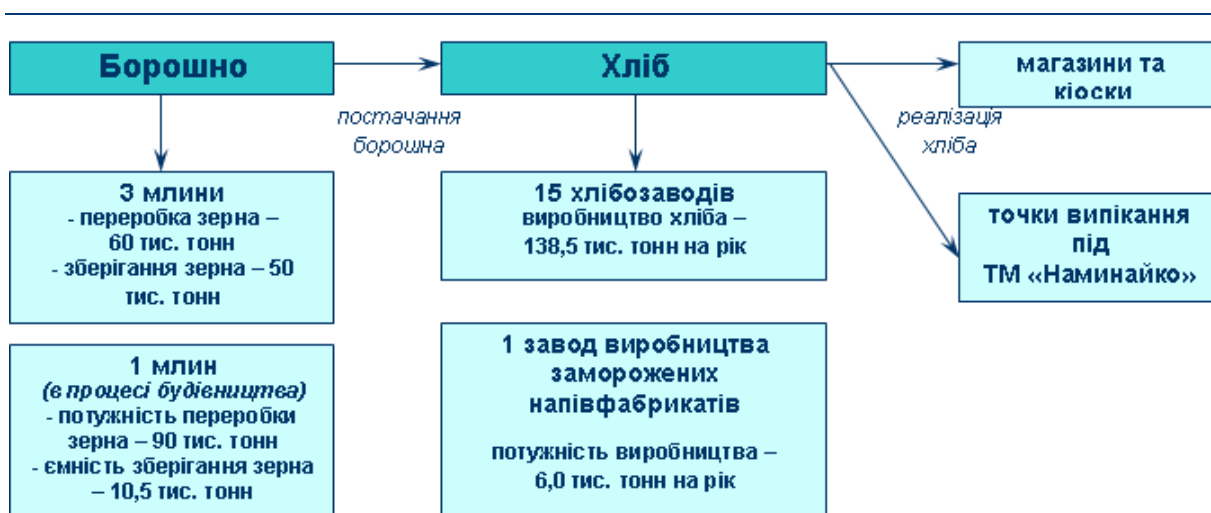 Борошно
Хліб
магазини та
кіоски
постачання
борошна
реалізація
хліба
3 млини
- переробка зерна –
60 тис. тонн
- зберігання зерна – 50
тис. тонн
15 хлібозаводів
виробництво хліба –
138,5 тис. тонн на рік
точки випікання
під
ТМ «Наминайко»
1 млин
(в процесі будівництва)
- потужність переробки
зерна – 90 тис. тонн
- ємність зберігання зерна
– 10,5 тис. тонн
1 завод виробництва
заморожених
напівфабрикатів
потужність виробництва –
6,0 тис. тонн на рік